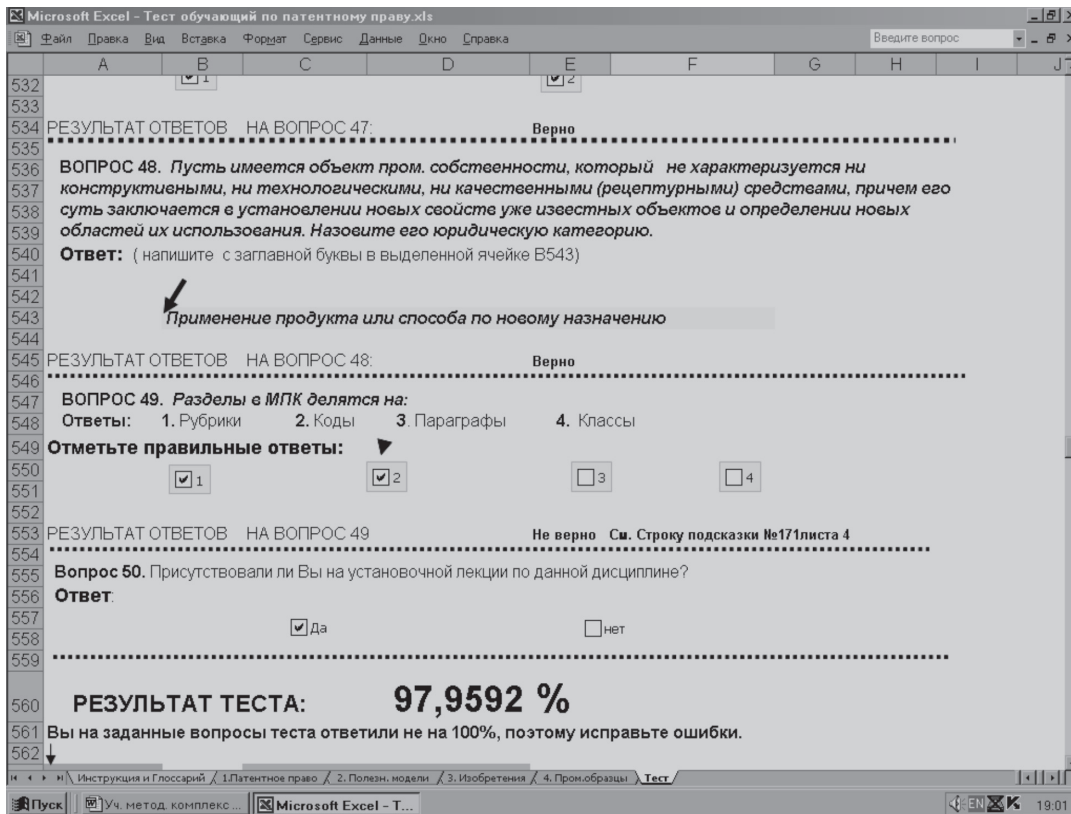 Microsoft Excel - Тест обучающий по патентному праву.xls
Файл Правка Вид Вставка Формат Сервис Данные Окно Справка Введите вопрос
A B C D E F G H I J
532 1 2
533
534 РЕЗУЛЬТАТ ОТВЕТОВ НА ВОПРОС 47: Верно
535
536 ВОПРОС 48. Пусть имеется объект пром. собственности, который не характеризуется ни
537 конструктивными, ни технологическими, ни качественными (рецептурными) средствами, причем его
538 суть заключается в установлении новых свойств уже известных объектов и определении новых
539 областей их использования. Назовите его юридическую категорию.
540 Ответ: ( напишите с заглавной буквы в выделенной ячейке В543)
541
542
543 Применение продукта или способа по новому назначению
544
545 РЕЗУЛЬТАТ ОТВЕТОВ НА ВОПРОС 48: Верно
546
547 ВОПРОС 49. Разделы в МПК делятся на:
548 Ответы: 1. Рубрики 2. Коды 3. Параграфы 4. Классы
549 Отметьте правильные ответы:
550
551 1 2 3 4
552
553 РЕЗУЛЬТАТ ОТВЕТОВ НА ВОПРОС 49 Не верно См. Строку подсказки №171листа 4
554
555 Вопрос 50. Присутствовали ли Вы на установочной лекции по данной дисциплине?
556 Ответ:
557
558 Да нет
559
560 РЕЗУЛЬТАТ ТЕСТА: 97,9592 %
561 Вы на заданные вопросы теста ответили не на 100%, поэтому исправьте ошибки.
562
Инструкция и Глоссарий / 1.Патентное право / 2. Полезн. модели / 3. Изобретения / 4. Пром.образцы \ Тест /
Пуск Уч. метод. комплекс ... Microsoft Excel - Т... EN 19:01